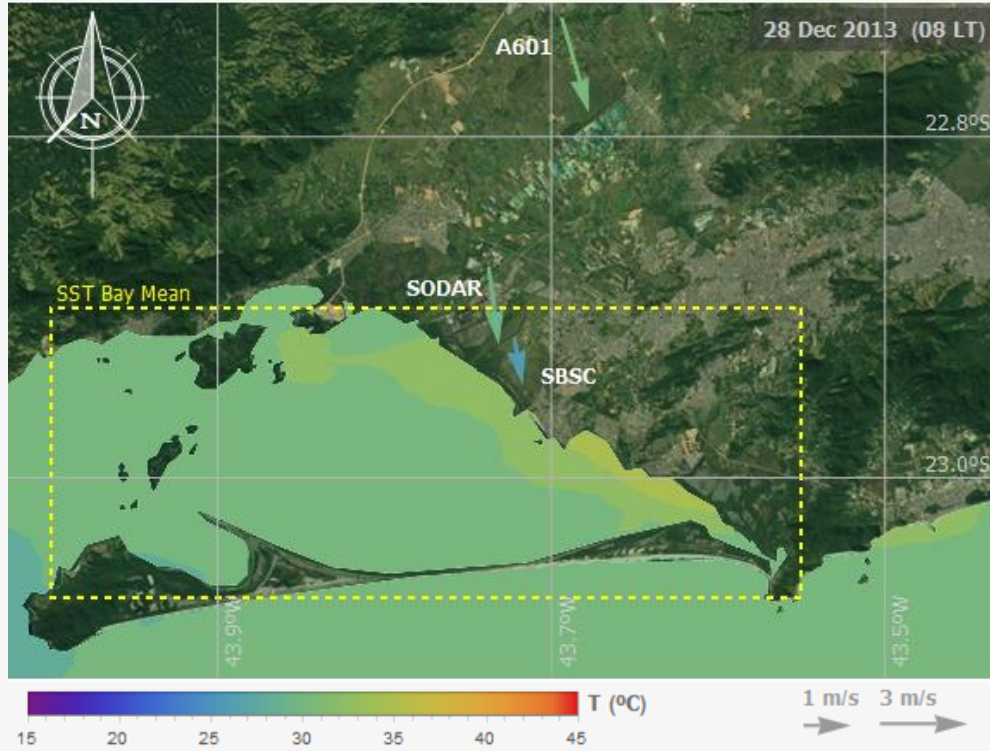 28 Dec 2013 (08 LT)
A601
N
22.8ºS
SODAR
SST Bay Mean
SBSC
23.0ºS
43.9ºW
43.7ºW
43.5ºW
T (ºC)
15 20 25 30 35 40 45
1 m/s 3 m/s